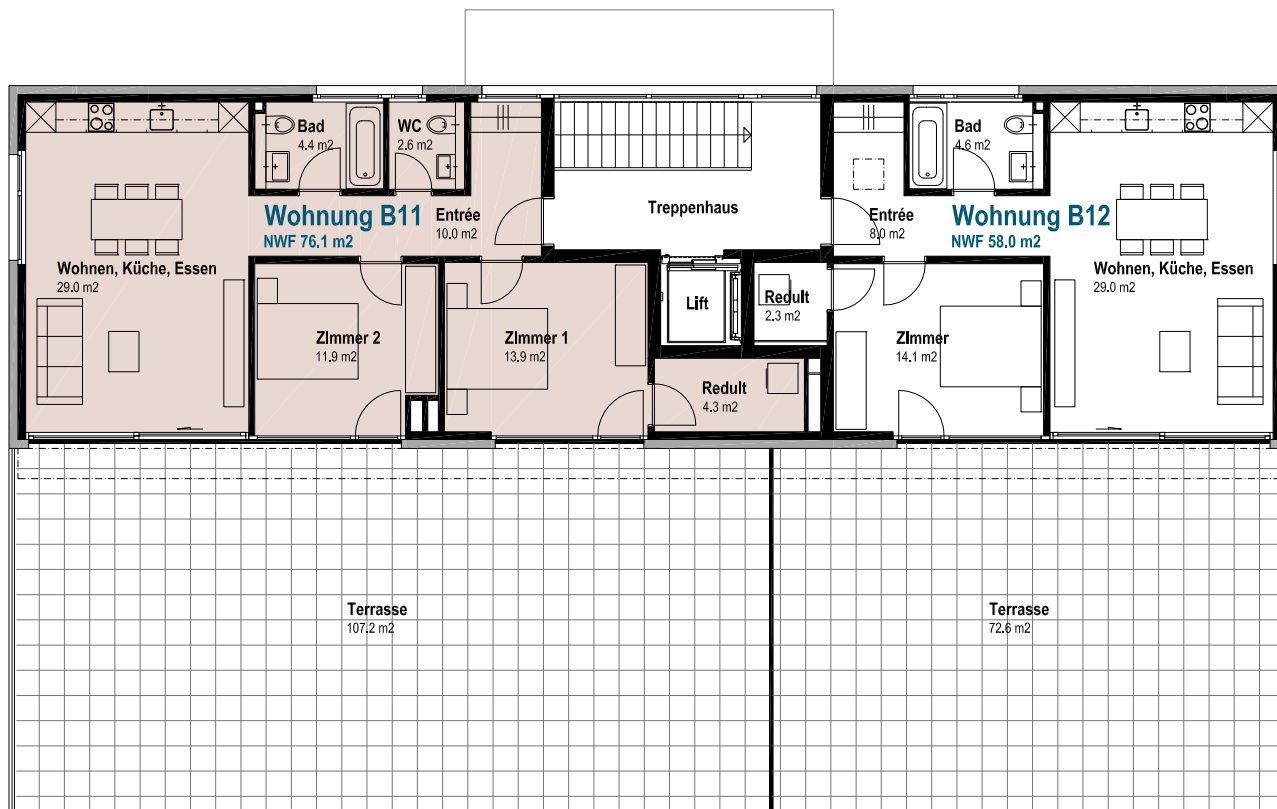 Bad
4.4 m2
WC
2.6 m2
Bad
4.6 m2
Wohnung B11
NWF 76.1 m2
Entrée
10.0 m2
Treppenhaus
Entrée
8.0 m2
Wohnung B12
NWF 58.0 m2
Wohnen, Küche, Essen
29.0 m2
Wohnen, Küche, Essen
29.0 m2
Lift
Reduit
2.3 m2
Zimmer 2
11.9 m2
Zimmer 1
13.9 m2
Zimmer
14.1 m2
Reduit
4.3 m2
Terrasse
107.2 m2
Terrasse
72.6 m2